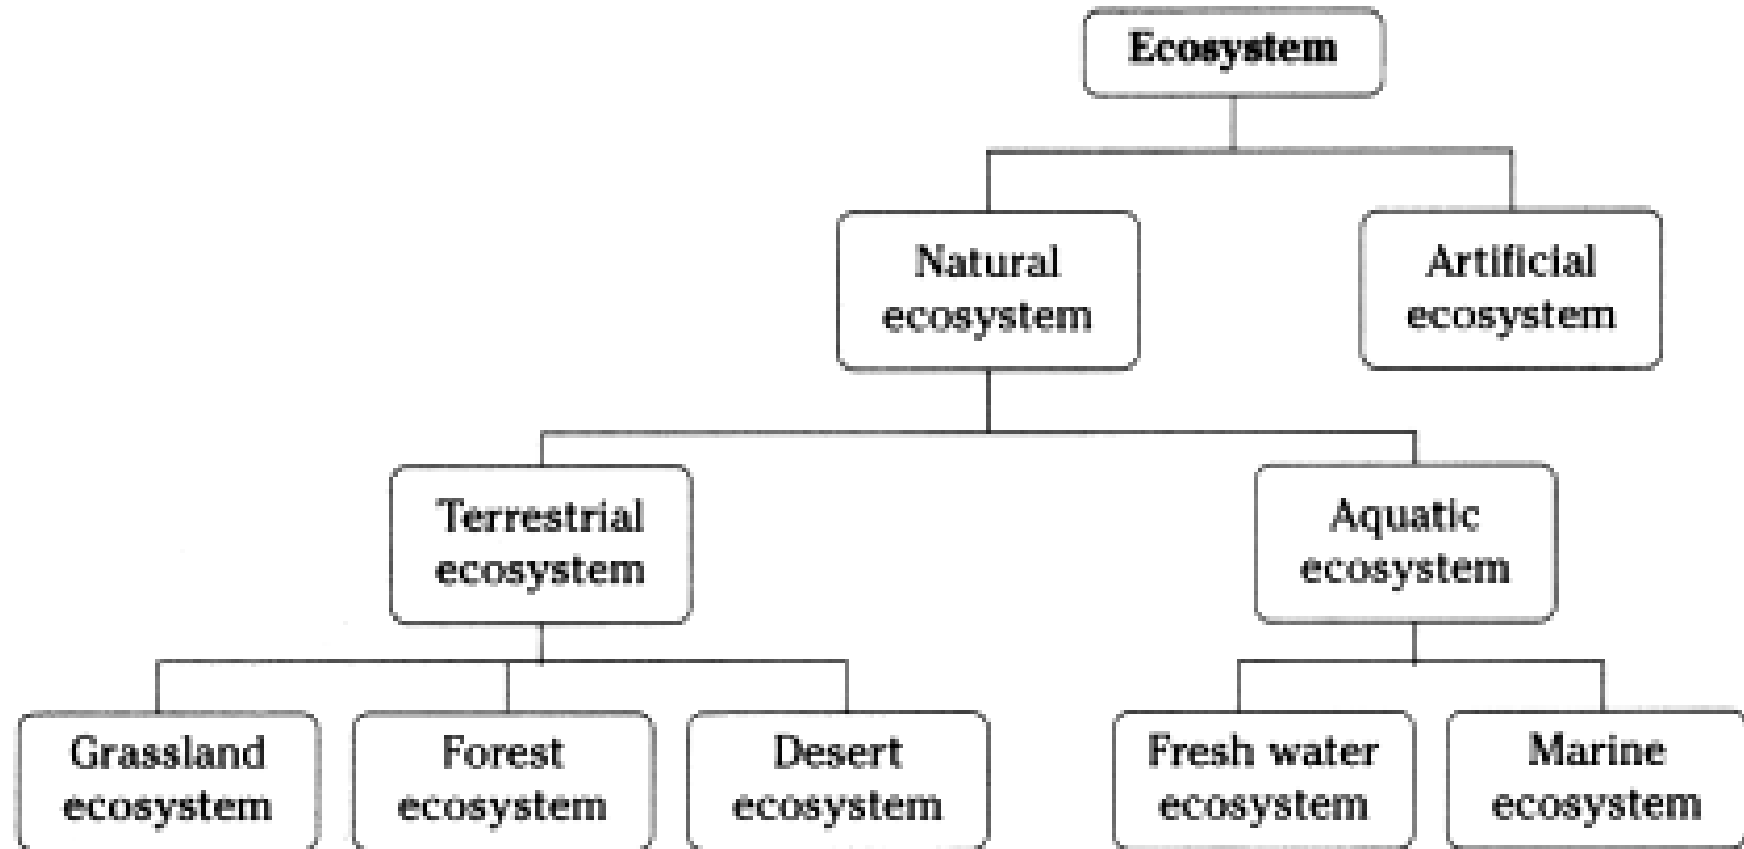 Ecosystem
Natural
ecosystem
Artificial
ecosystem
Terrestrial
ecosystem
Aquatic
ecosystem
Grassland
ecosystem
Forest
ecosystem
Desert
ecosystem
Fresh water
ecosystem
Marine
ecosystem